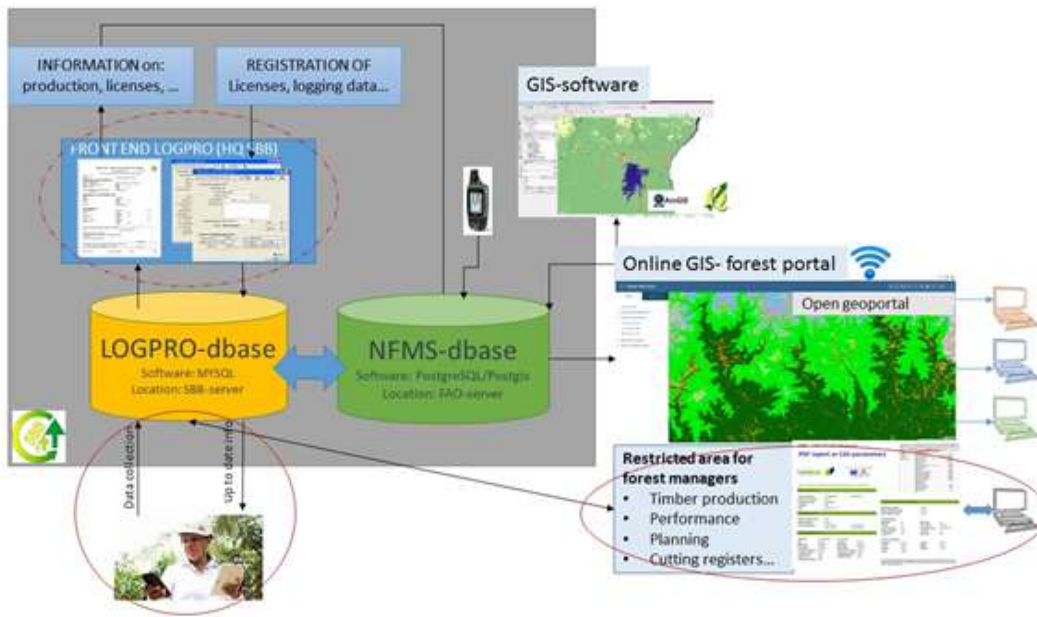 INFORMATION on:
production, licenses, ...
REGISTRATION OF
Licenses, logging data...
GIS-software
FRONT END LOGPRO (HQ SBB)
ArcGIS
Online GIS- forest portal
Open geoportal
LOGPRO-dbase
Software: MYSQL
Location: SBB-server
NFMS-dbase
Software: PostgreSQL/Postgis
Location: FAO-server
Data collection
Up to date info
Restricted area for
forest managers
• Timber production
• Performance
• Planning
• Cutting registers...